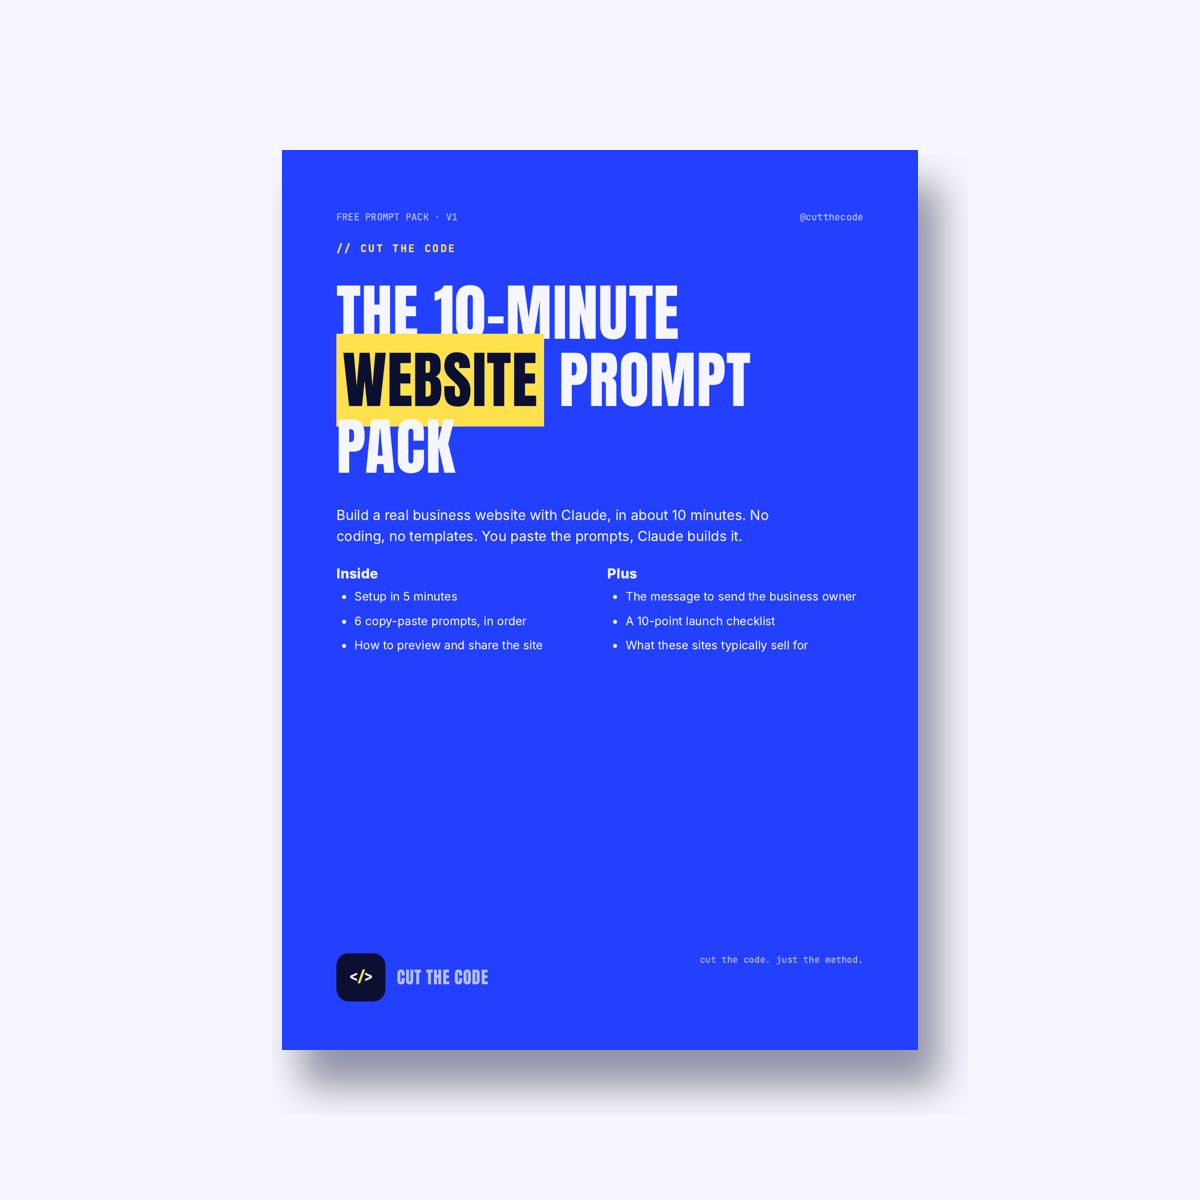 FREE PROMPT PACK · V1
@cutthecode
// CUT THE CODE
THE 10-MINUTE
WEBSITE PROMPT
PACK
Build a real business website with Claude, in about 10 minutes. No
coding, no templates. You paste the prompts, Claude builds it.
Inside
• Setup in 5 minutes
• 6 copy-paste prompts, in order
• How to preview and share the site
Plus
• The message to send the business owner
• A 10-point launch checklist
• What these sites typically sell for
</>
CUT THE CODE
cut the code. just the method.